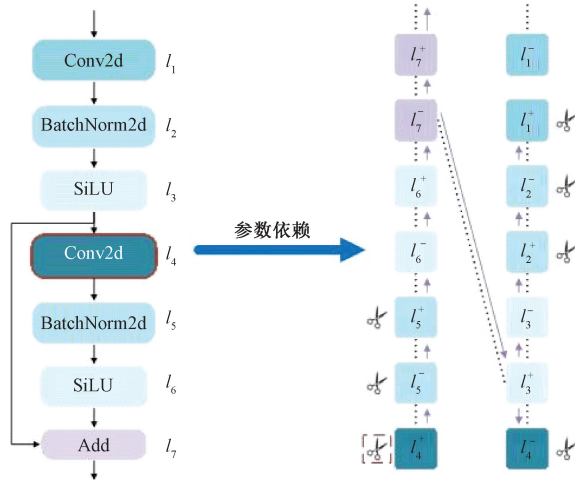 Conv2d l₁
BatchNorm2d l₂
SiLU l₃
Conv2d l₄
BatchNorm2d l₅
SiLU l₆
Add l₇
参数依赖
l₇⁺ l₁⁻
l₇⁻ l₁⁺
l₆⁺ l₂⁻
l₆⁻ l₂⁺
l₅⁺ l₃⁻
l₅⁻ l₃⁺
l₄⁺ l₄⁻